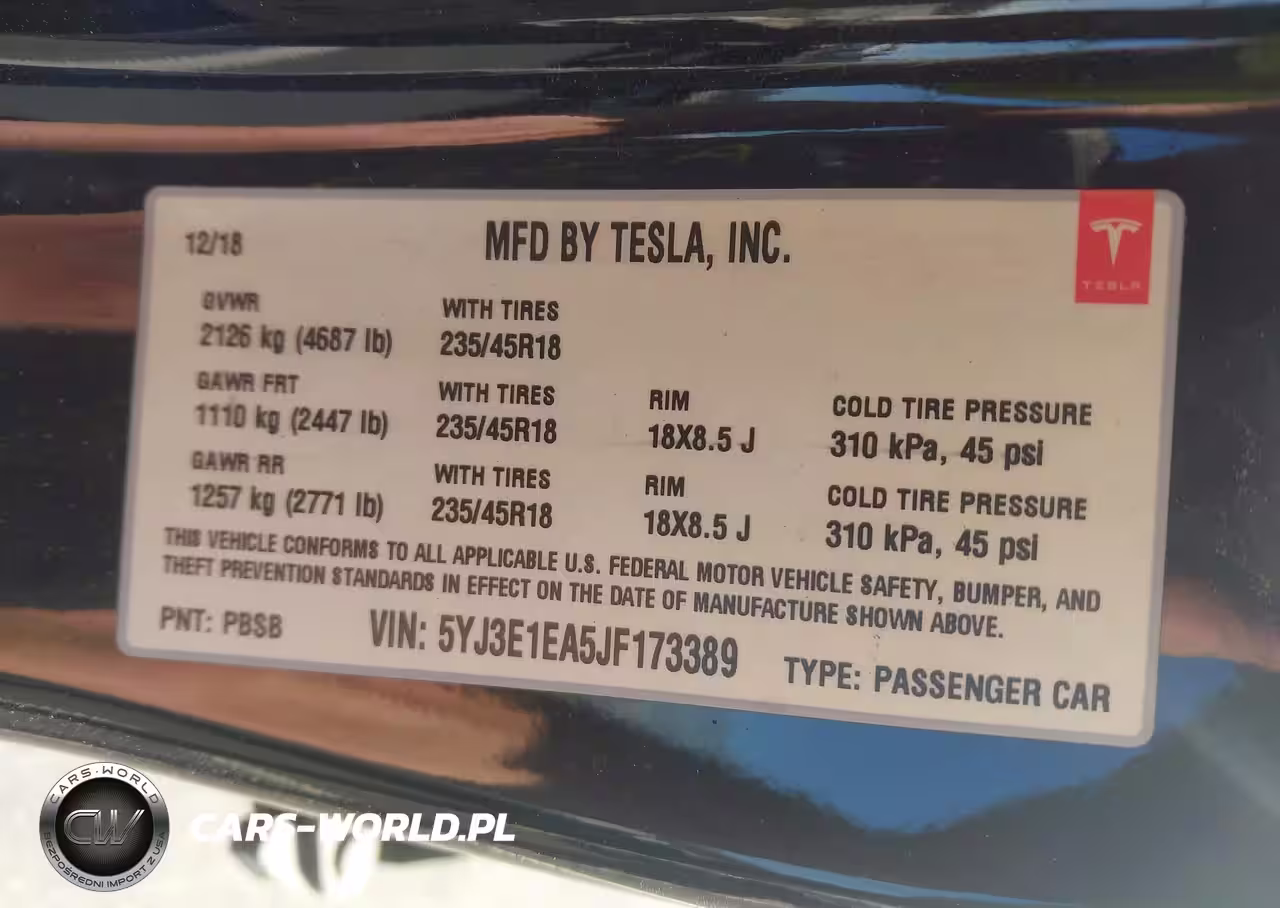 12/18
MFD BY TESLA, INC.
TESLA
GVWR
WITH TIRES
2126 kg (4687 lb)
235/45R18
GAWR FRT
WITH TIRES
RIM
COLD TIRE PRESSURE
1110 kg (2447 lb)
235/45R18
18X8.5 J
310 kPa, 45 psi
GAWR RR
WITH TIRES
RIM
COLD TIRE PRESSURE
1257 kg (2771 lb)
235/45R18
18X8.5 J
310 kPa, 45 psi
THIS VEHICLE CONFORMS TO ALL APPLICABLE U.S. FEDERAL MOTOR VEHICLE SAFETY, BUMPER, AND
THEFT PREVENTION STANDARDS IN EFFECT ON THE DATE OF MANUFACTURE SHOWN ABOVE.
PNT: PBSB
VIN: 5YJ3E1EA5JF173389
TYPE: PASSENGER CAR
CARS-WORLD
CW
BEZPOŚREDNI IMPORT Z USA
CARS-WORLD.PL